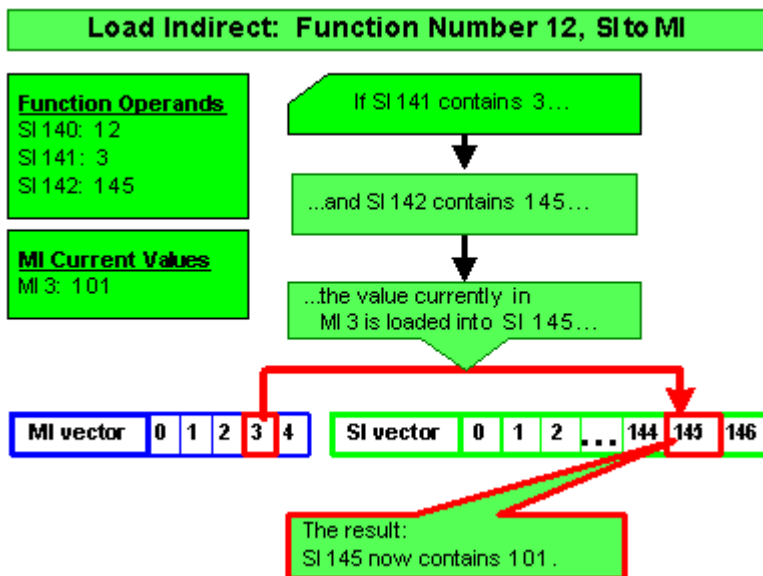 Load Indirect: Function Number 12, SI to MI
Function Operands
SI 140: 12
SI 141: 3
SI 142: 145
MI Current Values
MI 3: 101
If SI 141 contains 3...
...and SI 142 contains 145...
...the value currently in
MI 3 is loaded into SI 145...
MI vector 0 1 2 3 4
SI vector 0 1 2 ... 144 145 146
The result:
SI 145 now contains 101.